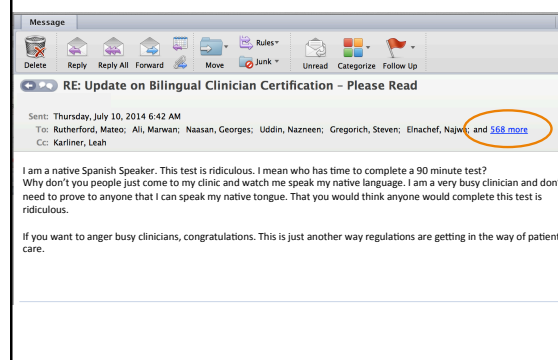 Message
Rules
Junk
Delete Reply Reply All Forward Move Unread Categorize Follow Up
RE: Update on Bilingual Clinician Certification – Please Read
Sent: Thursday, July 10, 2014 6:42 AM
To: Rutherford, Mateo; Ali, Marwan; Naasan, Georges; Uddin, Nazneen; Gregorich, Steven; Elnachef, Najwa; and 568 more
Cc: Karliner, Leah
I am a native Spanish Speaker. This test is ridiculous. I mean who has time to complete a 90 minute test?
Why don't you people just come to my clinic and watch me speak my native language. I am a very busy clinician and don'
need to prove to anyone that I can speak my native tongue. That you would think anyone would complete this test is
ridiculous.
If you want to anger busy clinicians, congratulations. This is just another way regulations are getting in the way of patient
care.